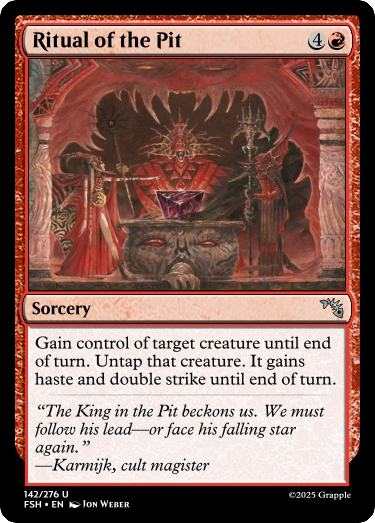 Ritual of the Pit 4
Sorcery
Gain control of target creature until end
of turn. Untap that creature. It gains
haste and double strike until end of turn.
“The King in the Pit beckons us. We must
follow his lead—or face his falling star
again.”
—Karmijk, cult magister
142/276 U
FSH • EN Jon Weber
©2025 Grapple